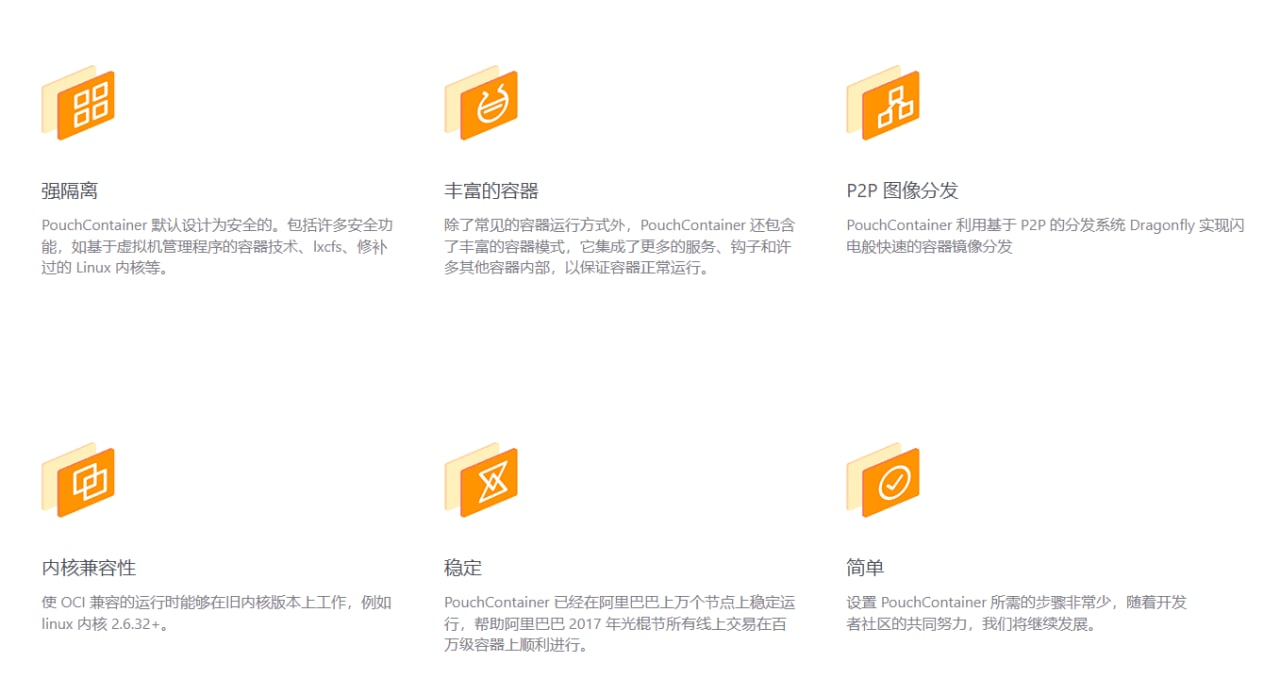 强隔离
PouchContainer 默认设计为安全的。包括许多安全功
能，如基于虚拟机管理程序的容器技术、lxcfs、修补
过的 Linux 内核等。
丰富的容器
除了常见的容器运行方式外，PouchContainer 还包含
了丰富的容器模式，它集成了更多的服务、钩子和许
多其他容器内部，以保证容器正常运行。
P2P 图像分发
PouchContainer 利用基于 P2P 的分发系统 Dragonfly 实现闪
电般快速的容器镜像分发
内核兼容性
使 OCI 兼容的运行时能够在旧内核版本上工作，例如
linux 内核 2.6.32+。
稳定
PouchContainer 已经在阿里巴巴上万个节点上稳定运
行，帮助阿里巴巴 2017 年光棍节所有线上交易在百
万级容器上顺利进行。
简单
设置 PouchContainer 所需的步骤非常少，随着开发
者社区的共同努力，我们将继续发展。